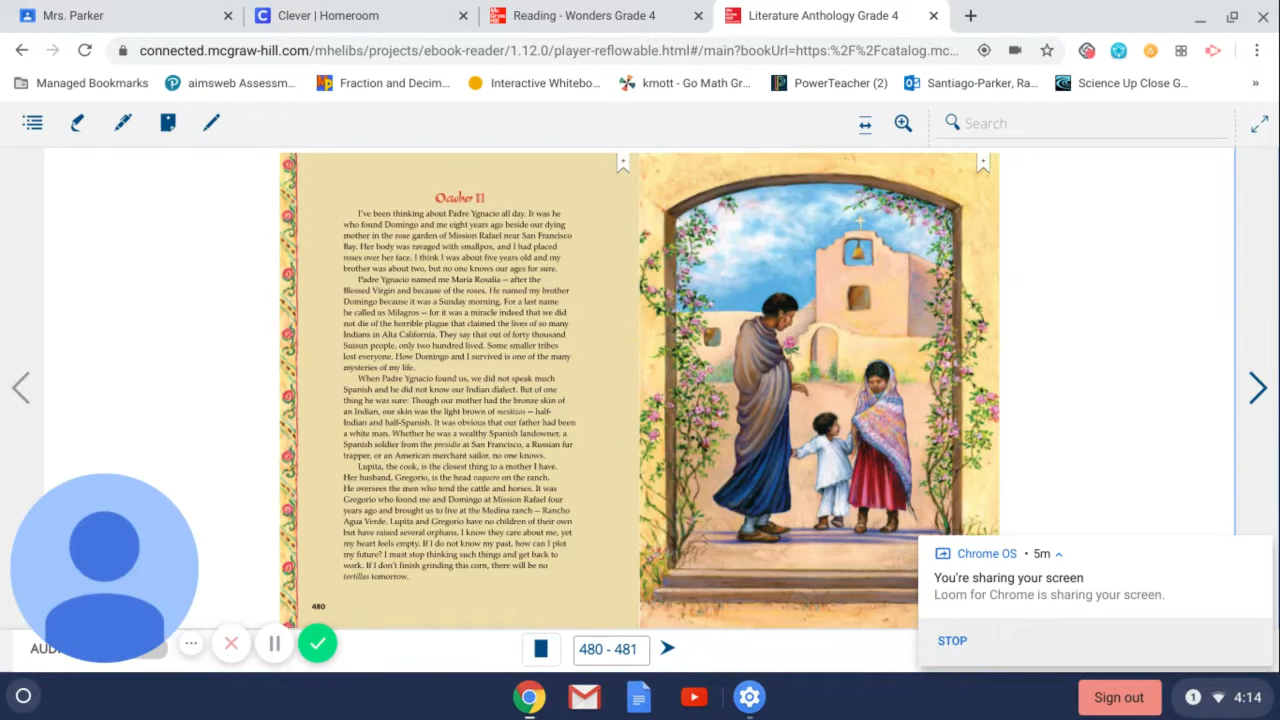 Mrs. Parker
Clever | Homeroom
Reading - Wonders Grade 4
Literature Anthology Grade 4
connected.mcgraw-hill.com/mhelibs/projects/ebook-reader/1.12.0/player-reflowable.html#/main?bookUrl=https:%2F%2Fcatalog.mc...
Managed Bookmarks
aimsweb Assessm...
Fraction and Decim...
Interactive Whitebo...
kmott - Go Math Gr...
PowerTeacher (2)
Santiago-Parker, Ra...
Science Up Close G...
»
Search
October 11
I've been thinking about Padre Ygnacio all day. It was he
who found Domingo and me eight years ago beside our dying
mother in the rose garden of Mission Rafael near San Francisco
Bay. Her body was ravaged with smallpox, and I had placed
roses over her face. I think I was about five years old and my
brother was about two, but no one knows our ages for sure.
Padre Ygnacio named me María Rosalia — after the
Blessed Virgin and because of the roses. He named my brother
Domingo because it was a Sunday morning. For a last name
he called us Milagros — for it was a miracle indeed that we did
not die of the horrible plague that claimed the lives of so many
Indians in Alta California. They say that out of forty thousand
Suisun people, only two hundred lived. Some smaller tribes
lost everyone. How Domingo and I survived is one of the many
mysteries of my life.
When Padre Ygnacio found us, we did not speak much
Spanish and he did not know our Indian dialect. But of one
thing he was sure: Though our mother had the bronze skin of
an Indian, our skin was the light brown of mestizos — half-
Indian and half-Spanish. It was obvious that our father had been
a white man. Whether he was a wealthy Spanish landowner, a
Spanish soldier from the presidio at San Francisco, a Russian fur
trapper, or an American merchant sailor, no one knows.
Lupita, the cook, is the closest thing to a mother I have.
Her husband, Gregorio, is the head vaquero on the ranch.
He oversees the men who tend the cattle and horses. It was
Gregorio who found me and Domingo at Mission Rafael four
years ago and brought us to live at the Medina ranch — Rancho
Agua Verde. Lupita and Gregorio have no children of their own
but have raised several orphans. I know they care about me, yet
my heart feels empty. If I do not know my past, how can I plot
my future? I must stop thinking such things and get back to
work. If I don't finish grinding this corn, there will be no
tortillas tomorrow.
480
Chrome OS • 5m
You're sharing your screen
Loom for Chrome is sharing your screen.
STOP
480 - 481
Sign out
1
4:14